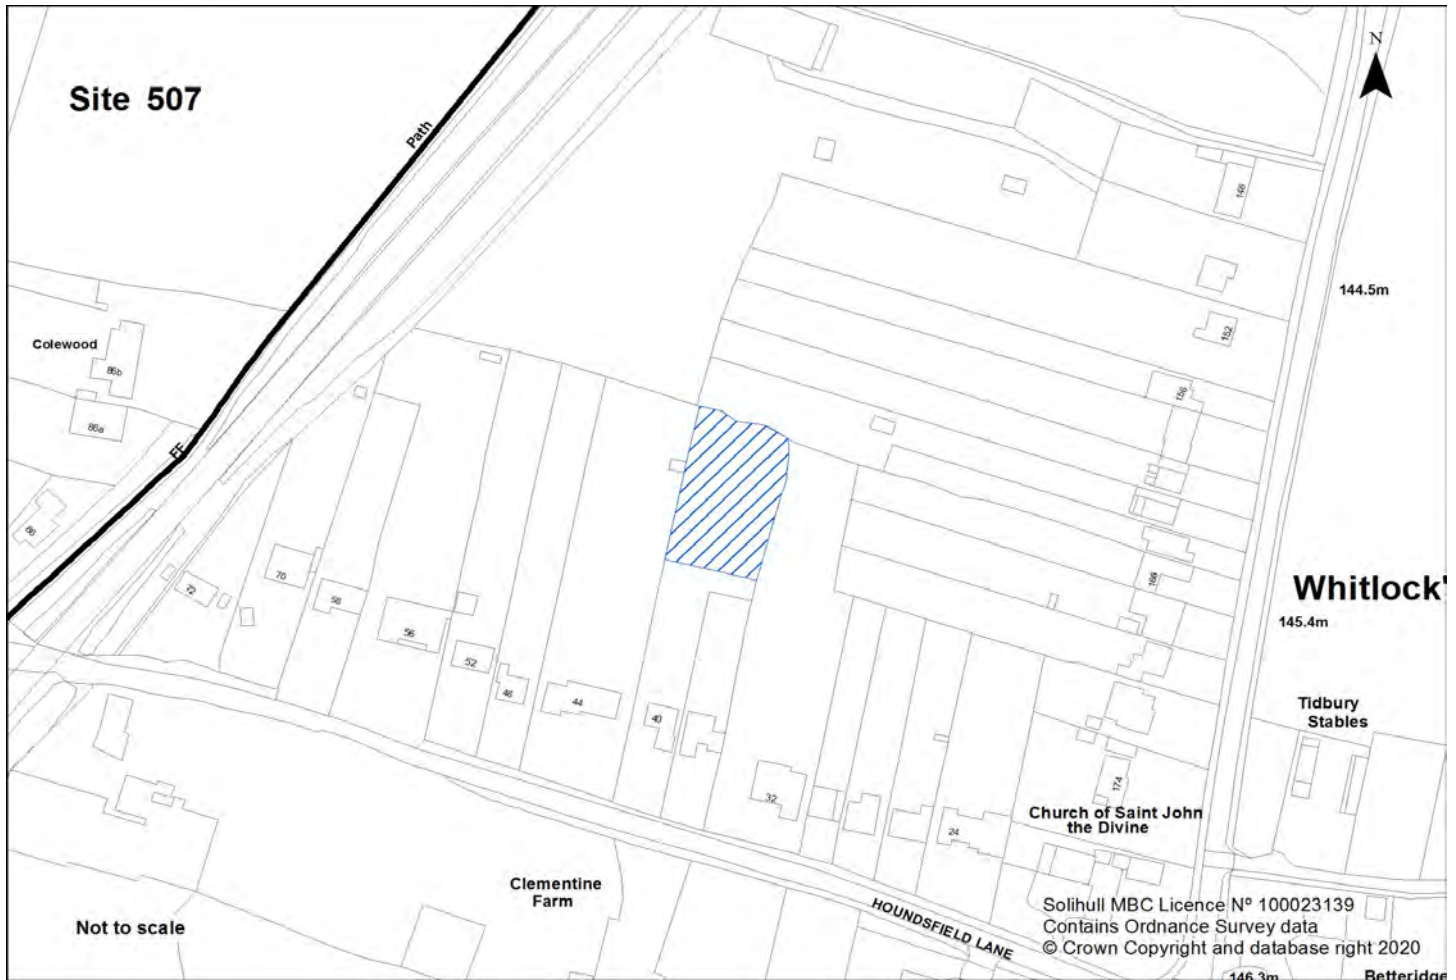 Site 507
N
Path
148
144.5m
152
Colewood
86b
156
86a
FF
86
166
Whitlock'
145.4m
70
72
58
56
52
46
44
40
Tidbury
Stables
174
32
Church of Saint John
the Divine
24
Clementine
Farm
Not to scale
HOUNDSFIELD LANE
Solihull MBC Licence Nº 100023139
Contains Ordnance Survey data
© Crown Copyright and database right 2020
146.3m
Betteridge